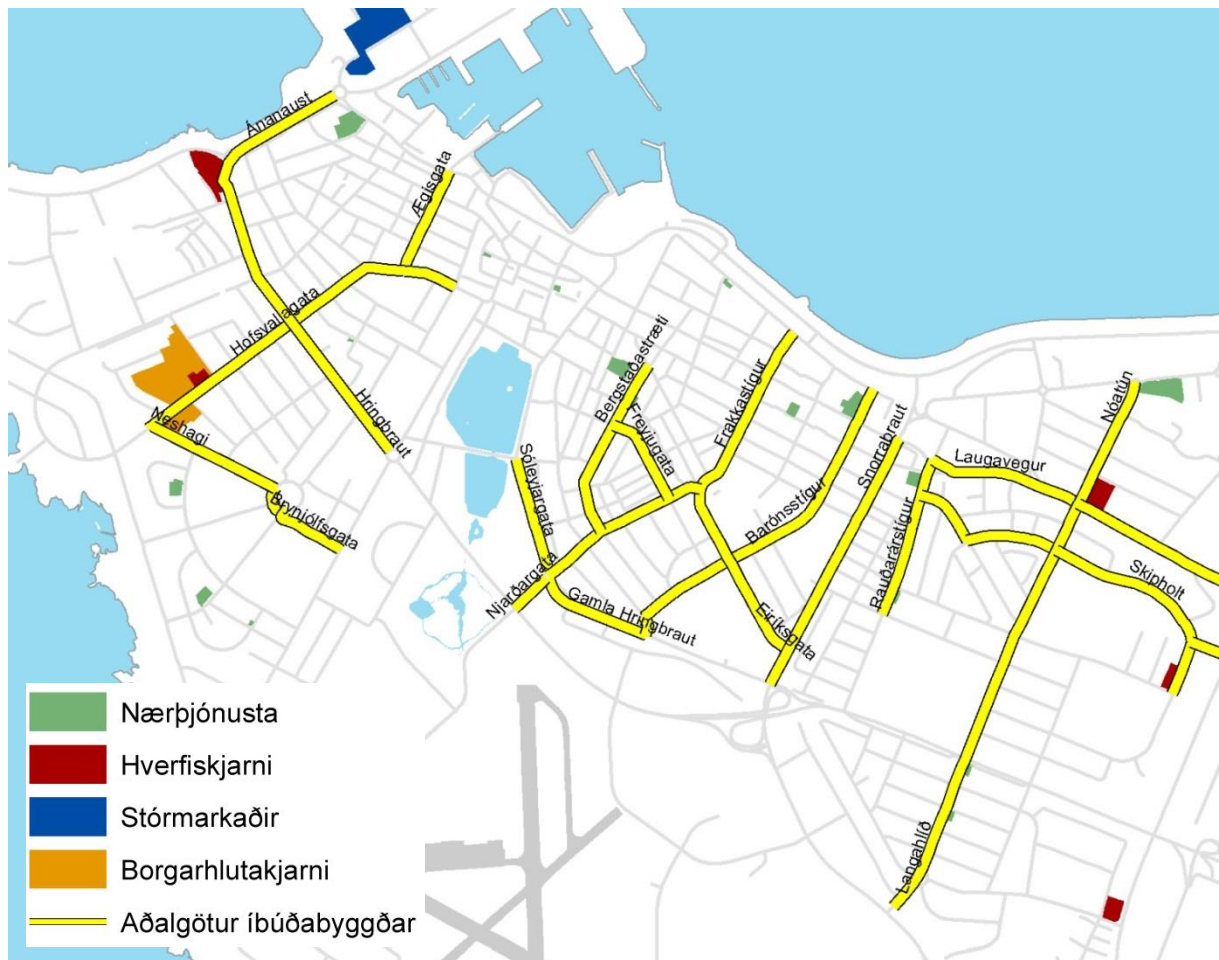 Ánanaust
Ægisgata
Hofsvallagata
Hringbraut
Neshagi
Brynjólfsgata
Bergstaðastræti
Freyjugata
Frakkastígur
Sóleyjargata
Njarðargata
Gamla Hringbraut
Barónsstígur
Eiríksgata
Snorrabraut
Rauðarárstígur
Laugavegur
Nóatún
Skipholt
Langahlíð
Nærþjónusta
Hverfiskjarni
Stórmarkaðir
Borgarhlutakjarni
Aðalgötur íbúðabyggðar